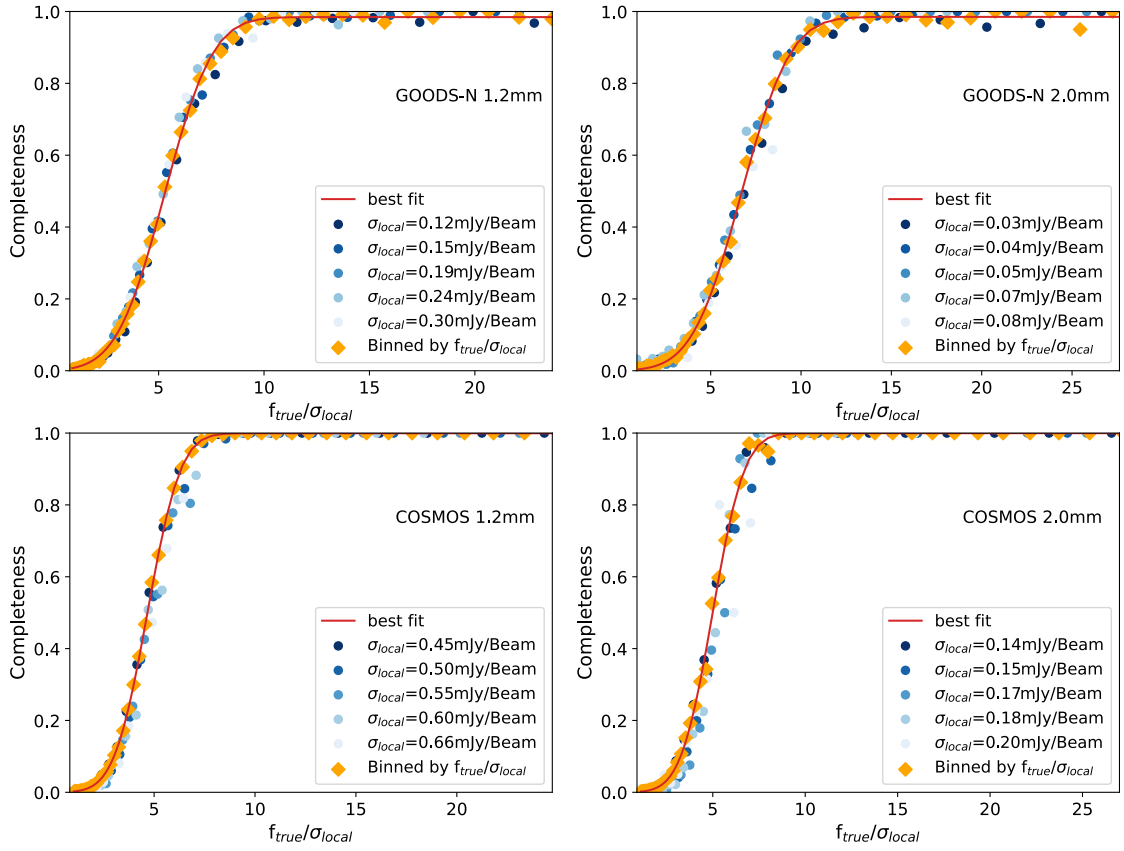 1.0
0.8
0.6
0.4
0.2
0.0
Completeness
GOODS-N 1.2mm
best fit
σlocal=0.12mJy/Beam
σlocal=0.15mJy/Beam
σlocal=0.19mJy/Beam
σlocal=0.24mJy/Beam
σlocal=0.30mJy/Beam
Binned by ftrue/σlocal
5 10 15 20
ftrue/σlocal
1.0
0.8
0.6
0.4
0.2
0.0
Completeness
GOODS-N 2.0mm
best fit
σlocal=0.03mJy/Beam
σlocal=0.04mJy/Beam
σlocal=0.05mJy/Beam
σlocal=0.07mJy/Beam
σlocal=0.08mJy/Beam
Binned by ftrue/σlocal
5 10 15 20 25
ftrue/σlocal
1.0
0.8
0.6
0.4
0.2
0.0
Completeness
COSMOS 1.2mm
best fit
σlocal=0.45mJy/Beam
σlocal=0.50mJy/Beam
σlocal=0.55mJy/Beam
σlocal=0.60mJy/Beam
σlocal=0.66mJy/Beam
Binned by ftrue/σlocal
5 10 15 20
ftrue/σlocal
1.0
0.8
0.6
0.4
0.2
0.0
Completeness
COSMOS 2.0mm
best fit
σlocal=0.14mJy/Beam
σlocal=0.15mJy/Beam
σlocal=0.17mJy/Beam
σlocal=0.18mJy/Beam
σlocal=0.20mJy/Beam
Binned by ftrue/σlocal
5 10 15 20 25
ftrue/σlocal